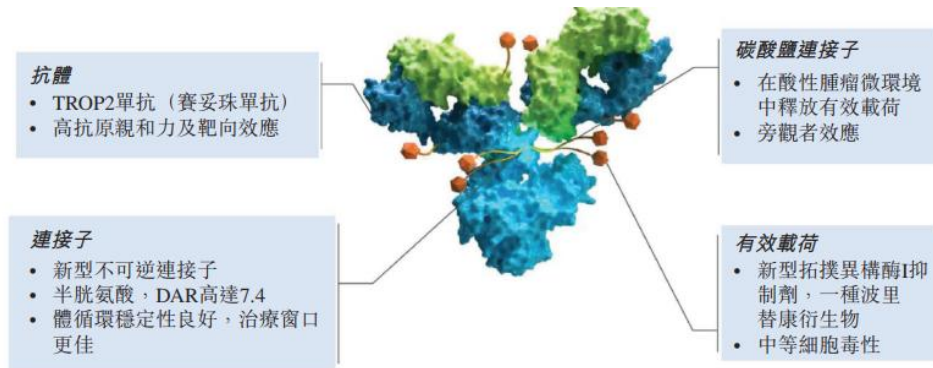 抗體
• TROP2單抗（賽妥珠單抗）
• 高抗原親和力及靶向效應
碳酸鹽連接子
• 在酸性腫瘤微環境
中釋放有效載荷
• 旁觀者效應
連接子
• 新型不可逆連接子
• 半胱氨酸，DAR高達7.4
• 體循環穩定性良好，治療窗口
更佳
有效載荷
• 新型拓撲異構酶I抑
制劑，一種波里
替康衍生物
• 中等細胞毒性